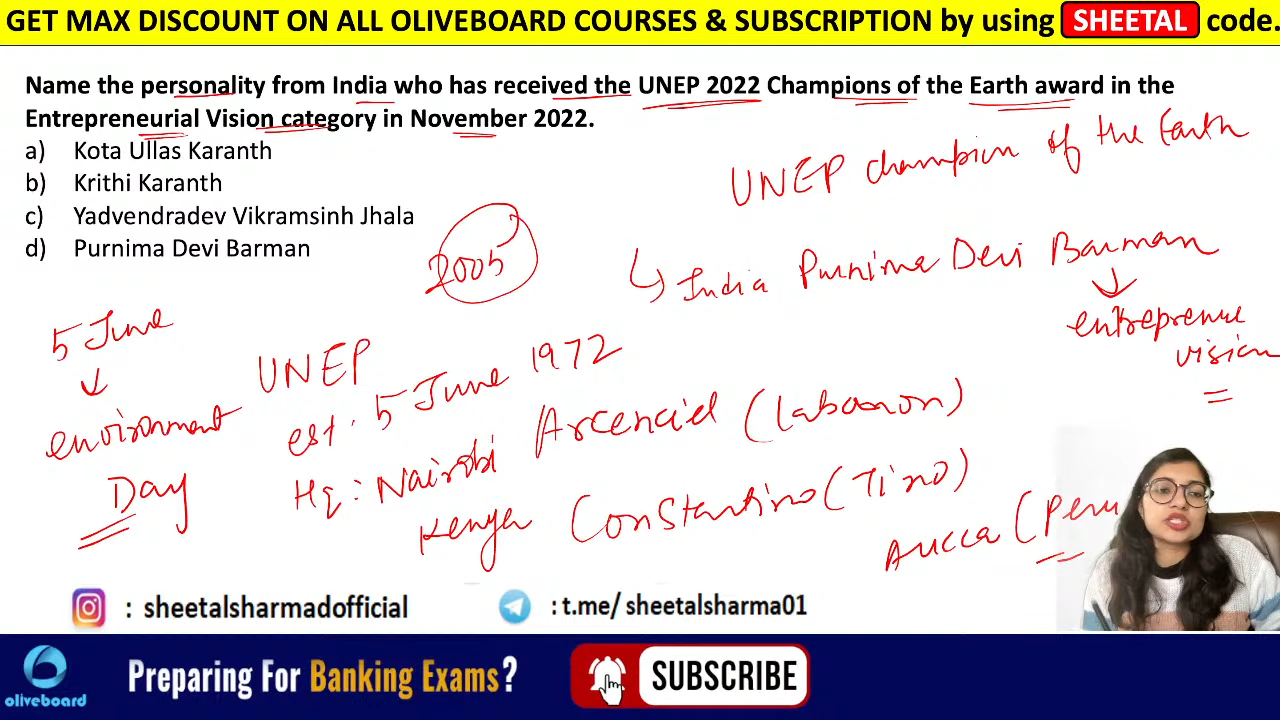 GET MAX DISCOUNT ON ALL OLIVEBOARD COURSES & SUBSCRIPTION by using SHEETAL code.
Name the personality from India who has received the UNEP 2022 Champions of the Earth award in the
Entrepreneurial Vision category in November 2022.
a) Kota Ullas Karanth
b) Krithi Karanth
c) Yadvendradev Vikramsinh Jhala
d) Purnima Devi Barman
UNEP champion of the Earth
2005
India Purnima Devi Barman
entreprenue
vision
5 June
environment
Day
UNEP
est. 5 June 1972
Hq: Nairobi
Kenya
Arcenciel (Labanon)
Constantino (Tino)
Aucca (Peru
: sheetalsharmadofficial
: t.me/ sheetalsharma01
oliveboard
Preparing For Banking Exams?
SUBSCRIBE